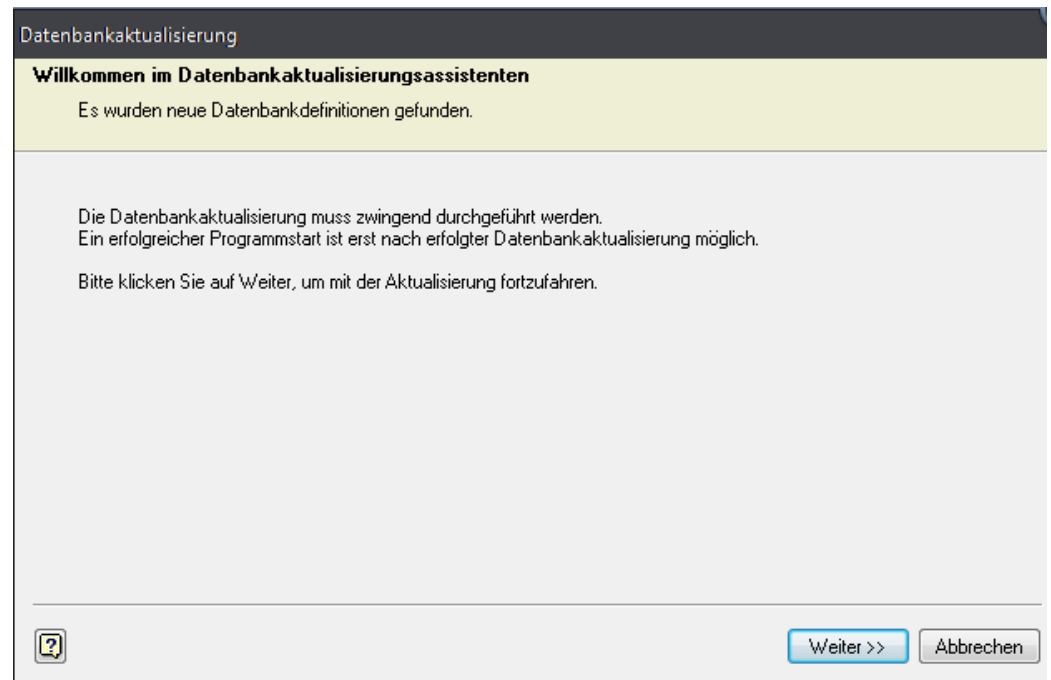 Datenbankaktualisierung
Willkommen im Datenbankaktualisierungsassistenten
Es wurden neue Datenbankdefinitionen gefunden.
Die Datenbankaktualisierung muss zwingend durchgeführt werden.
Ein erfolgreicher Programmstart ist erst nach erfolgter Datenbankaktualisierung möglich.
Bitte klicken Sie auf Weiter, um mit der Aktualisierung fortzufahren.
?
Weiter >> Abbrechen